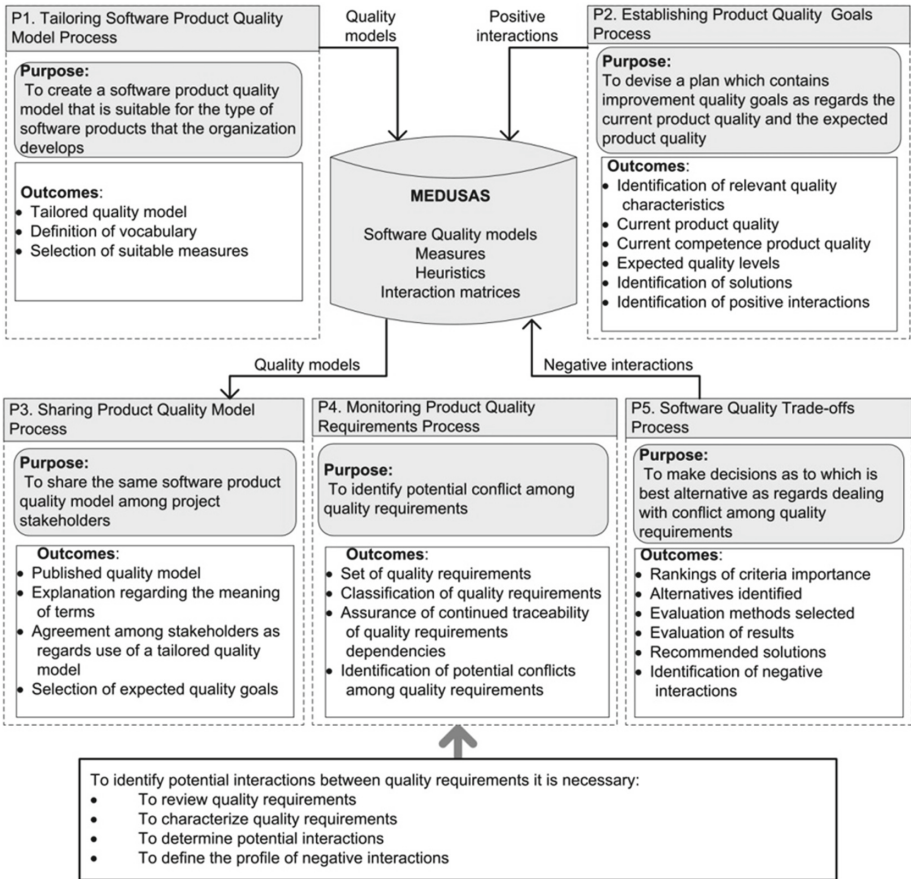 P1. Tailoring Software Product Quality
Model Process
Purpose:
To create a software product quality
model that is suitable for the type of
software products that the organization
develops
Outcomes:
• Tailored quality model
• Definition of vocabulary
• Selection of suitable measures
Quality
models
Positive
interactions
P2. Establishing Product Quality Goals
Process
Purpose:
To devise a plan which contains
improvement quality goals as regards the
current product quality and the expected
product quality
Outcomes:
• Identification of relevant quality
characteristics
• Current product quality
• Current competence product quality
• Expected quality levels
• Identification of solutions
• Identification of positive interactions
MEDUSAS
Software Quality models
Measures
Heuristics
Interaction matrices
Quality models
Negative interactions
P3. Sharing Product Quality Model
Process
Purpose:
To share the same software product
quality model among project
stakeholders
Outcomes:
• Published quality model
• Explanation regarding the meaning
of terms
• Agreement among stakeholders as
regards use of a tailored quality
model
• Selection of expected quality goals
P4. Monitoring Product Quality
Requirements Process
Purpose:
To identify potential conflict among
quality requirements
Outcomes:
• Set of quality requirements
• Classification of quality requirements
• Assurance of continued traceability
of quality requirements
dependencies
• Identification of potential conflicts
among quality requirements
P5. Software Quality Trade-offs
Process
Purpose:
To make decisions as to which is
best alternative as regards dealing
with conflict among quality
requirements
Outcomes:
• Rankings of criteria importance
• Alternatives identified
• Evaluation methods selected
• Evaluation of results
• Recommended solutions
• Identification of negative
interactions
To identify potential interactions between quality requirements it is necessary:
• To review quality requirements
• To characterize quality requirements
• To determine potential interactions
• To define the profile of negative interactions